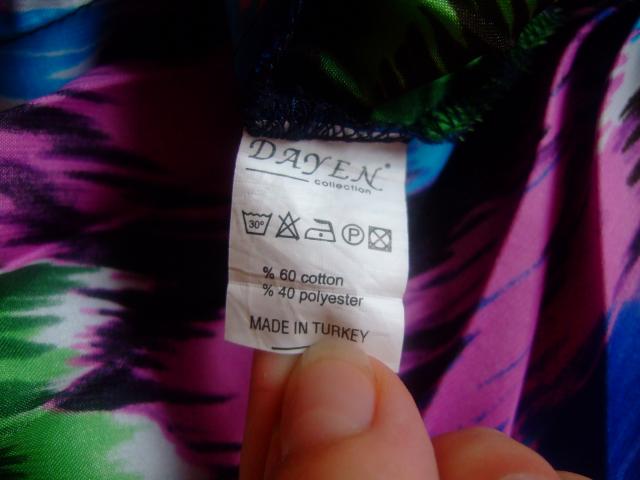 DAYEN®
collection
30°
P
% 60 cotton
% 40 polyester
MADE IN TURKEY